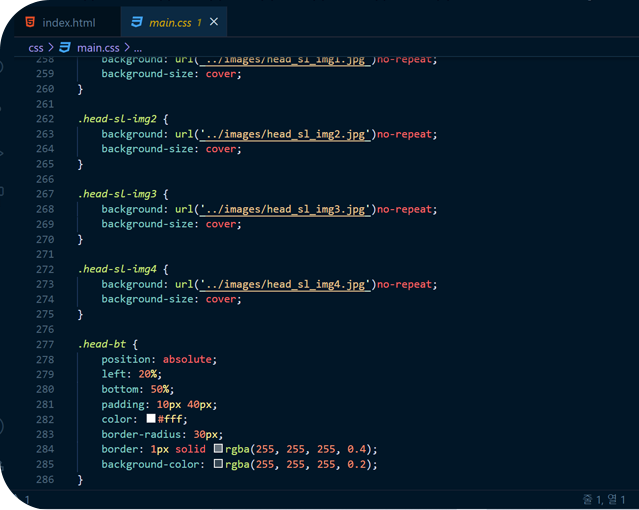 index.html
main.css 1
css > main.css > ...
258 background: url('../images/head_sl_img1.jpg')no-repeat;
259 background-size: cover;
260 }
261
262 .head-sl-img2 {
263 background: url('../images/head_sl_img2.jpg')no-repeat;
264 background-size: cover;
265 }
266
267 .head-sl-img3 {
268 background: url('../images/head_sl_img3.jpg')no-repeat;
269 background-size: cover;
270 }
271
272 .head-sl-img4 {
273 background: url('../images/head_sl_img4.jpg')no-repeat;
274 background-size: cover;
275 }
276
277 .head-bt {
278 position: absolute;
279 left: 20%;
280 bottom: 50%;
281 padding: 10px 40px;
282 color: #fff;
283 border-radius: 30px;
284 border: 1px solid rgba(255, 255, 255, 0.4);
285 background-color: rgba(255, 255, 255, 0.2);
286 }
1
줄 1, 열 1